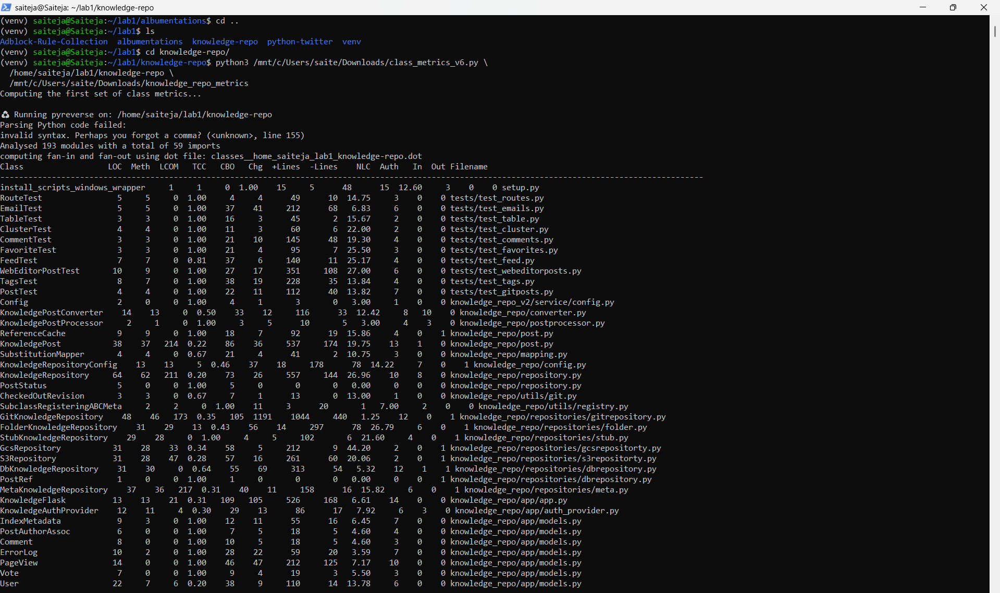 saiteja@Saiteja: ~/lab1/knowledge-repo
(venv) saiteja@Saiteja:~/lab1/albumentations$ cd ..
(venv) saiteja@Saiteja:~/lab1$ ls
Adblock-Rule-Collection  albumentations  knowledge-repo  python-twitter  venv
(venv) saiteja@Saiteja:~/lab1$ cd knowledge-repo/
(venv) saiteja@Saiteja:~/lab1/knowledge-repo$ python3 /mnt/c/Users/saite/Downloads/class_metrics_v6.py \
  /home/saiteja/lab1/knowledge-repo \
  /mnt/c/Users/saite/Downloads/knowledge_repo_metrics
Computing the first set of class metrics...
♻ Running pyreverse on: /home/saiteja/lab1/knowledge-repo
Parsing Python code failed:
invalid syntax. Perhaps you forgot a comma? (<unknown>, line 155)
Analysed 193 modules with a total of 59 imports
computing fan-in and fan-out using dot file: classes__home_saiteja_lab1_knowledge-repo.dot
Class LOC Meth LCOM TCC CBO Chg +Lines -Lines NLC Auth In Out Filename
------------------------------------------------------------------------------------------------------------------------------------------------------
install_scripts_windows_wrapper 1 1 0 1.00 15 5 48 15 12.60 3 0 0 setup.py
RouteTest 5 5 0 1.00 4 4 49 10 14.75 3 0 0 tests/test_routes.py
EmailTest 5 5 0 1.00 37 41 212 68 6.83 6 0 0 tests/test_emails.py
TableTest 3 3 0 1.00 16 3 45 2 15.67 2 0 0 tests/test_table.py
ClusterTest 4 4 0 1.00 11 3 60 6 22.00 2 0 0 tests/test_cluster.py
CommentTest 3 3 0 1.00 21 10 145 48 19.30 4 0 0 tests/test_comments.py
FavoriteTest 3 3 0 1.00 21 4 95 7 25.50 3 0 0 tests/test_favorites.py
FeedTest 7 7 0 0.81 37 6 140 11 25.17 4 0 0 tests/test_feed.py
WebEditorPostTest 10 9 0 1.00 27 17 351 108 27.00 6 0 0 tests/test_webeditorposts.py
TagsTest 8 7 0 1.00 38 19 228 35 13.84 4 0 0 tests/test_tags.py
PostTest 4 4 0 1.00 22 11 112 40 13.82 7 0 0 tests/test_gitposts.py
Config 2 0 0 1.00 4 1 3 0 3.00 1 0 0 knowledge_repo_v2/service/config.py
KnowledgePostConverter 14 13 0 0.50 33 12 116 33 12.42 8 10 0 knowledge_repo/converter.py
KnowledgePostProcessor 2 1 0 1.00 3 5 10 5 3.00 4 3 0 knowledge_repo/postprocessor.py
ReferenceCache 9 9 0 1.00 18 7 92 19 15.86 4 0 1 knowledge_repo/post.py
KnowledgePost 38 37 214 0.22 86 36 537 174 19.75 13 1 0 knowledge_repo/post.py
SubstitutionMapper 4 4 0 0.67 21 4 41 2 10.75 3 0 0 knowledge_repo/mapping.py
KnowledgeRepositoryConfig 13 13 5 0.46 37 18 178 78 14.22 7 0 1 knowledge_repo/config.py
KnowledgeRepository 64 62 211 0.20 73 26 557 144 26.96 10 8 0 knowledge_repo/repository.py
PostStatus 5 0 0 1.00 5 0 0 0 0.00 0 0 0 knowledge_repo/repository.py
CheckedOutRevision 3 3 0 0.67 7 1 13 0 13.00 1 0 0 knowledge_repo/utils/git.py
SubclassRegisteringABCMeta 2 2 0 1.00 11 3 20 1 7.00 2 0 0 knowledge_repo/utils/registry.py
GitKnowledgeRepository 48 46 173 0.35 105 1191 1044 440 1.25 12 0 1 knowledge_repo/repositories/gitrepository.py
FolderKnowledgeRepository 31 29 13 0.43 56 14 297 78 26.79 6 0 1 knowledge_repo/repositories/folder.py
StubKnowledgeRepository 29 28 0 1.00 4 5 102 6 21.60 4 0 1 knowledge_repo/repositories/stub.py
GcsRepository 31 28 33 0.34 58 5 212 9 44.20 2 0 1 knowledge_repo/repositories/gcsrepositorty.py
S3Repository 31 28 47 0.28 57 16 261 60 20.06 2 0 1 knowledge_repo/repositories/s3repositorty.py
DbKnowledgeRepository 31 30 0 0.64 55 69 313 54 5.32 12 1 1 knowledge_repo/repositories/dbrepository.py
PostRef 1 0 0 1.00 1 0 0 0 0.00 0 0 1 knowledge_repo/repositories/dbrepository.py
MetaKnowledgeRepository 37 36 217 0.31 40 11 158 16 15.82 6 0 1 knowledge_repo/repositories/meta.py
KnowledgeFlask 13 13 21 0.31 109 105 526 168 6.61 14 0 0 knowledge_repo/app/app.py
KnowledgeAuthProvider 12 11 4 0.30 29 13 86 17 7.92 6 3 0 knowledge_repo/app/auth_provider.py
IndexMetadata 9 3 0 1.00 12 11 55 16 6.45 7 0 0 knowledge_repo/app/models.py
PostAuthorAssoc 6 0 0 1.00 7 5 18 5 4.60 4 0 0 knowledge_repo/app/models.py
Comment 8 0 0 1.00 10 5 18 5 4.60 3 0 0 knowledge_repo/app/models.py
ErrorLog 10 2 0 1.00 28 22 59 20 3.59 7 0 0 knowledge_repo/app/models.py
PageView 14 0 0 1.00 46 47 212 125 7.17 10 0 0 knowledge_repo/app/models.py
Vote 7 0 0 1.00 9 4 19 3 5.50 3 0 0 knowledge_repo/app/models.py
User 22 7 6 0.20 38 9 110 14 13.78 6 0 0 knowledge_repo/app/models.py